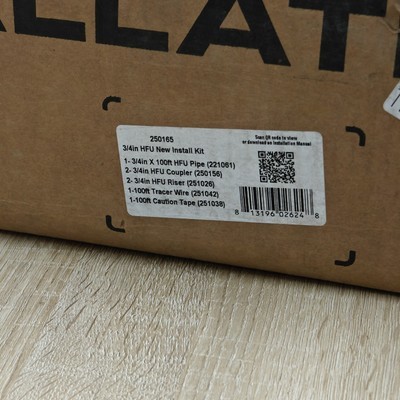 ALLAT
250165
3/4in HFU New Install Kit
1- 3/4in X 100ft HFU Pipe (221061)
2- 3/4in HFU Coupler (250156)
2- 3/4in HFU Riser (251026)
1-100ft Tracer Wire (251042)
1-100ft Caution Tape (251038)
Scan QR code to view
or download an Installation Manual
8 13196 02624 8